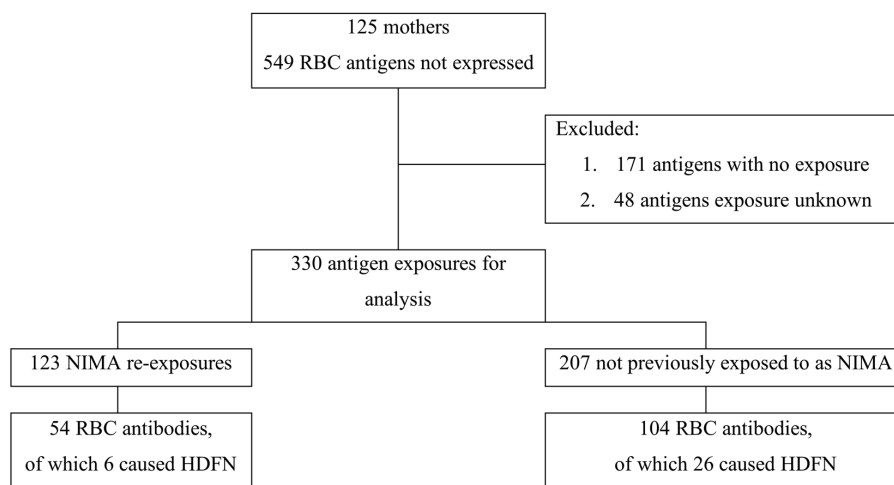 125 mothers
549 RBC antigens not expressed
Excluded:
1. 171 antigens with no exposure
2. 48 antigens exposure unknown
330 antigen exposures for
analysis
123 NIMA re-exposures
207 not previously exposed to as NIMA
54 RBC antibodies,
of which 6 caused HDFN
104 RBC antibodies,
of which 26 caused HDFN